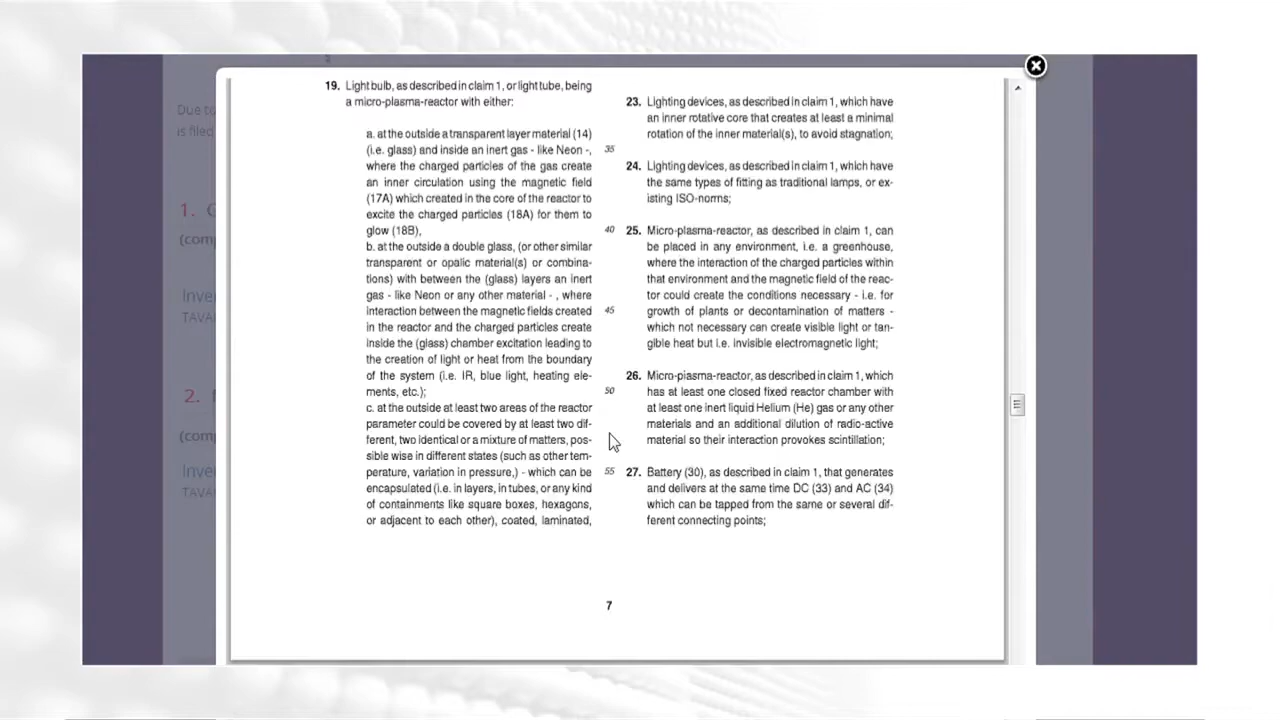 Due t
is filed
1. G
(com
Inve
TAVA
2.
(com
Inve
TAVA
19. Light bulb, as described in claim 1, or light tube, being
a micro-plasma-reactor with either:
a. at the outside a transparent layer material (14)
(i.e. glass) and inside an inert gas - like Neon -,
where the charged particles of the gas create
an inner circulation using the magnetic field
(17A) which created in the core of the reactor to
excite the charged particles (18A) for them to
glow (18B),
b. at the outside a double glass, (or other similar
transparent or opalic material(s) or combina-
tions) with between the (glass) layers an inert
gas - like Neon or any other material - , where
interaction between the magnetic fields created
in the reactor and the charged particles create
inside the (glass) chamber excitation leading to
the creation of light or heat from the boundary
of the system (i.e. IR, blue light, heating ele-
ments, etc.);
c. at the outside at least two areas of the reactor
parameter could be covered by at least two dif-
ferent, two identical or a mixture of matters, pos-
sible wise in different states (such as other tem-
perature, variation in pressure,) - which can be
encapsulated (i.e. in layers, in tubes, or any kind
of containments like square boxes, hexagons,
or adjacent to each other), coated, laminated,
35
40
45
50
55
23. Lighting devices, as described in claim 1, which have
an inner rotative core that creates at least a minimal
rotation of the inner material(s), to avoid stagnation;
24. Lighting devices, as described in claim 1, which have
the same types of fitting as traditional lamps, or ex-
isting ISO-norms;
25. Micro-plasma-reactor, as described in claim 1, can
be placed in any environment, i.e. a greenhouse,
where the interaction of the charged particles within
that environment and the magnetic field of the reac-
tor could create the conditions necessary - i.e. for
growth of plants or decontamination of matters -
which not necessary can create visible light or tan-
gible heat but i.e. invisible electromagnetic light;
26. Micro-plasma-reactor, as described in claim 1, which
has at least one closed fixed reactor chamber with
at least one inert liquid Helium (He) gas or any other
materials and an additional dilution of radio-active
material so their interaction provokes scintillation;
27. Battery (30), as described in claim 1, that generates
and delivers at the same time DC (33) and AC (34)
which can be tapped from the same or several dif-
ferent connecting points;
7